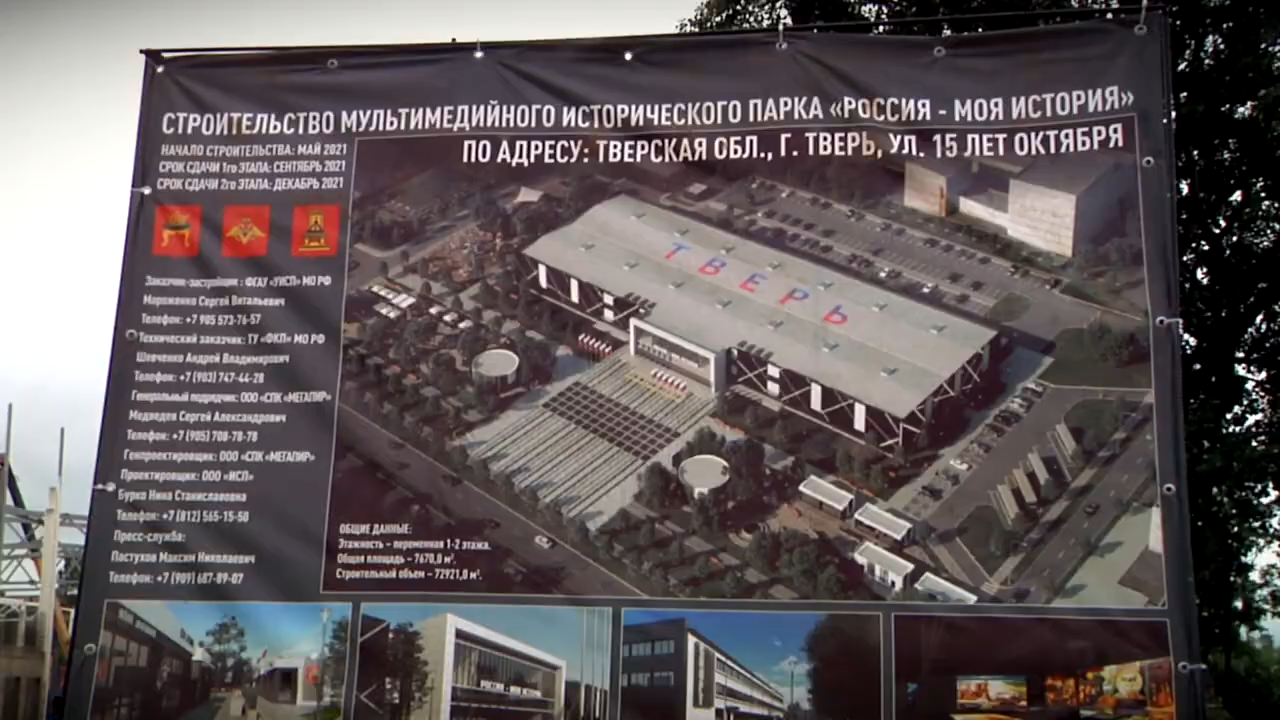 СТРОИТЕЛЬСТВО МУЛЬТИМЕДИЙНОГО ИСТОРИЧЕСКОГО ПАРКА «РОССИЯ - МОЯ ИСТОРИЯ»
ПО АДРЕСУ: ТВЕРСКАЯ ОБЛ., Г. ТВЕРЬ, УЛ. 15 ЛЕТ ОКТЯБРЯ
НАЧАЛО СТРОИТЕЛЬСТВА: МАЙ 2021
СРОК СДАЧИ 1го ЭТАПА: СЕНТЯБРЬ 2021
СРОК СДАЧИ 2го ЭТАПА: ДЕКАБРЬ 2021
Заказчик-застройщик: ФГАУ «УИСП» МО РФ
Мороженко Сергей Витальевич
Телефон: +7 905 573-76-57
Технический заказчик: ТУ «ФКП» МО РФ
Шевченко Андрей Владимирович
Телефон: +7 (903) 747-44-28
Генеральный подрядчик: ООО «СПК «МЕГАПИР»
Медведев Сергей Александрович
Телефон: +7 (905) 708-78-78
Генпроектировщик: ООО «СПК «МЕГАПИР»
Проектировщик: ООО «ИСП»
Бурко Нина Станиславовна
Телефон: +7 (812) 565-15-50
Пресс-служба:
Пастухов Максим Николаевич
Телефон: +7 (909) 687-89-07
ТВЕРЬ
ОБЩИЕ ДАННЫЕ:
Этажность – переменная 1-2 этажа.
Общая площадь – 7670,0 м².
Строительный объем – 72921,0 м³.
РОССИЯ - МОЯ ИСТОРИЯ